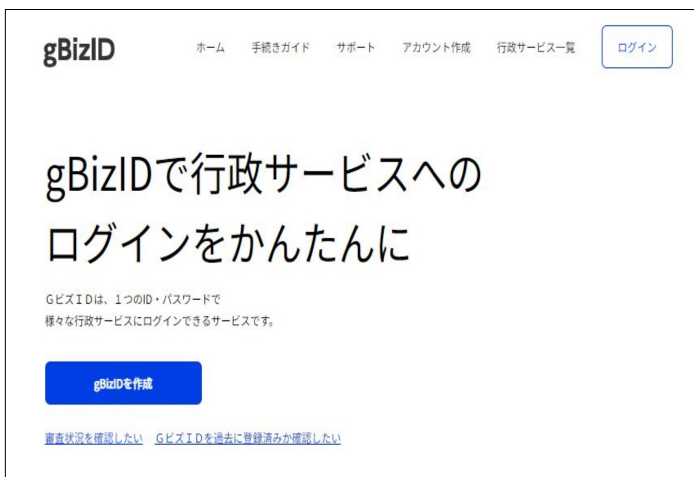 gBizID
ホーム 手続きガイド サポート アカウント作成 行政サービス一覧 ログイン
gBizIDで行政サービスへの
ログインをかんたんに
GビズIDは、１つのID・パスワードで
様々な行政サービスにログインできるサービスです。
gBizIDを作成
審査状況を確認したい GビズIDを過去に登録済みか確認したい